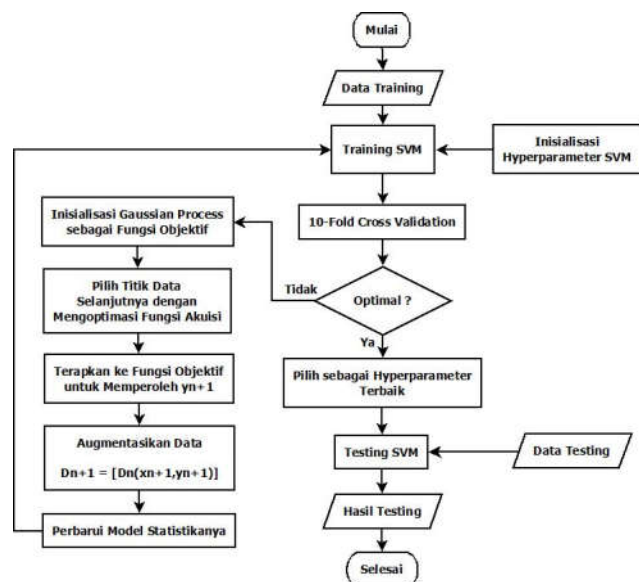 Mulai
Data Training
Training SVM
Inisialisasi
Hyperparameter SVM
10-Fold Cross Validation
Optimal ?
Tidak
Ya
Inisialisasi Gaussian Process
sebagai Fungsi Objektif
Pilih Titik Data
Selanjutnya dengan
Mengoptimasi Fungsi Akuisi
Terapkan ke Fungsi Objektif
untuk Memperoleh yn+1
Augmentasikan Data
Dn+1 = [Dn(xn+1,yn+1)]
Perbarui Model Statistikanya
Pilih sebagai Hyperparameter
Terbaik
Testing SVM
Data Testing
Hasil Testing
Selesai